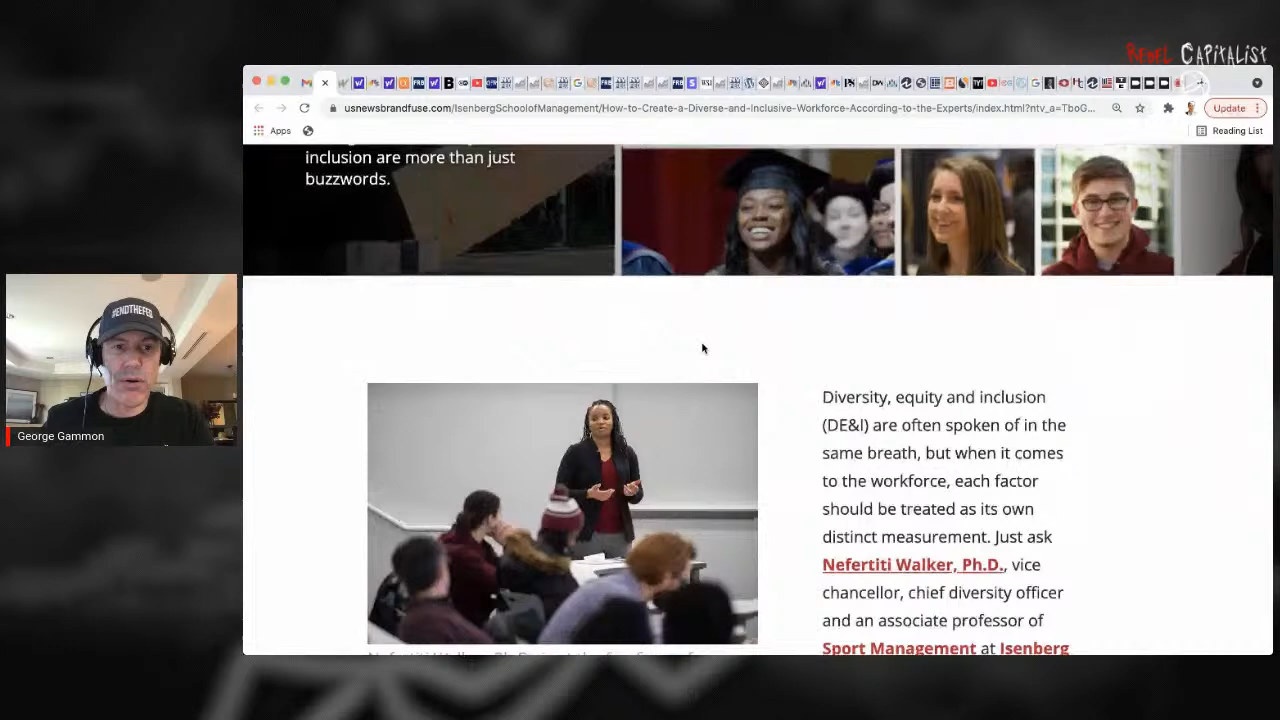 REBEL CAPITALIST
usnewsbrandfuse.com/IsenbergSchoolofManagement/How-to-Create-a-Diverse-and-Inclusive-Workforce-According-to-the-Experts/index.html?ntv_a=TboG...
Update
Apps
Reading List
inclusion are more than just
buzzwords.
#ENDTHEFED
George Gammon
Diversity, equity and inclusion
(DE&I) are often spoken of in the
same breath, but when it comes
to the workforce, each factor
should be treated as its own
distinct measurement. Just ask
Nefertiti Walker, Ph.D., vice
chancellor, chief diversity officer
and an associate professor of
Sport Management at Isenberg